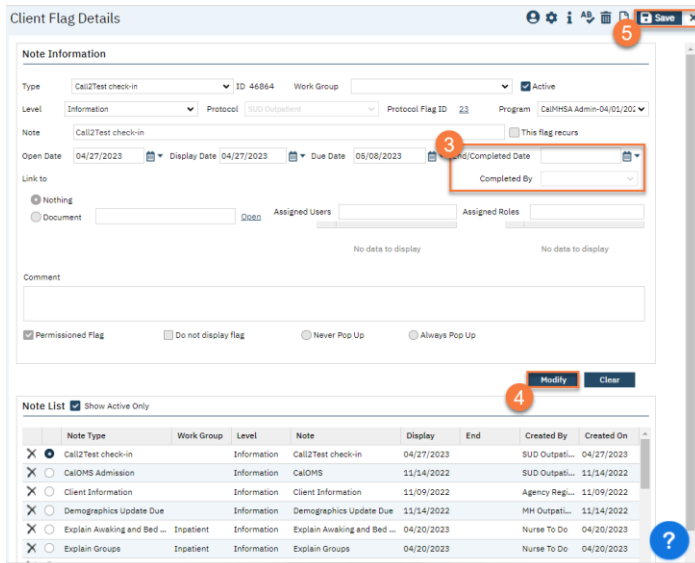 Client Flag Details
5
Save
Note Information
Type Call2Test check-in ID 46864 Work Group Active
Level Information Protocol SUD Outpatient Protocol Flag ID 23 Program CalMHSA Admin-04/01/202
Note Call2Test check-in This flag recurs
3
Open Date 04/27/2023 Display Date 04/27/2023 Due Date 05/08/2023 End/Completed Date
Link to Completed By
Nothing
Document Open Assigned Users Assigned Roles
No data to display No data to display
Comment
Permissioned Flag Do not display flag Never Pop Up Always Pop Up
Modify Clear
4
Note List Show Active Only
Note Type Work Group Level Note Display End Created By Created On
Call2Test check-in Information Call2Test check-in 04/27/2023 SUD Outpati... 04/27/2023
CalOMS Admission Information CalOMS 11/14/2022 SUD Outpati... 11/14/2022
Client Information Information Client Information 11/09/2022 Agency Regi... 11/09/2022
Demographics Update Due Information Demographics Update Due 11/14/2022 MH Outpati... 11/14/2022
Explain Awaking and Bed ... Inpatient Information Explain Awaking and Bed ... 04/20/2023 Nurse To Do 04/20/2023
Explain Groups Inpatient Information Explain Groups 04/20/2023 Nurse To Do 04/20/2023
?